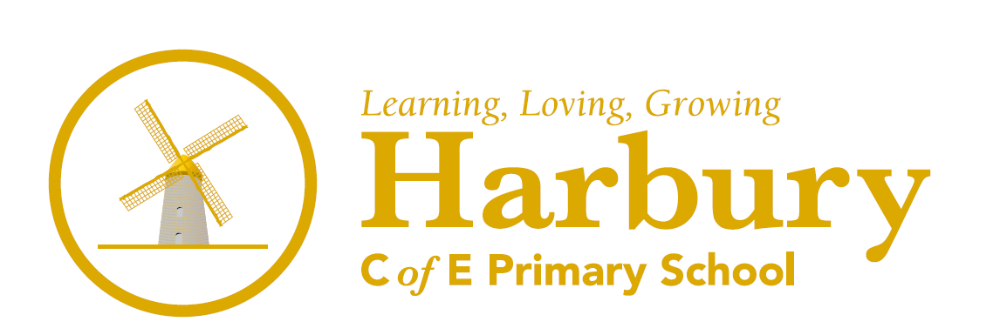 Learning, Loving, Growing
Harbury
C of E Primary School